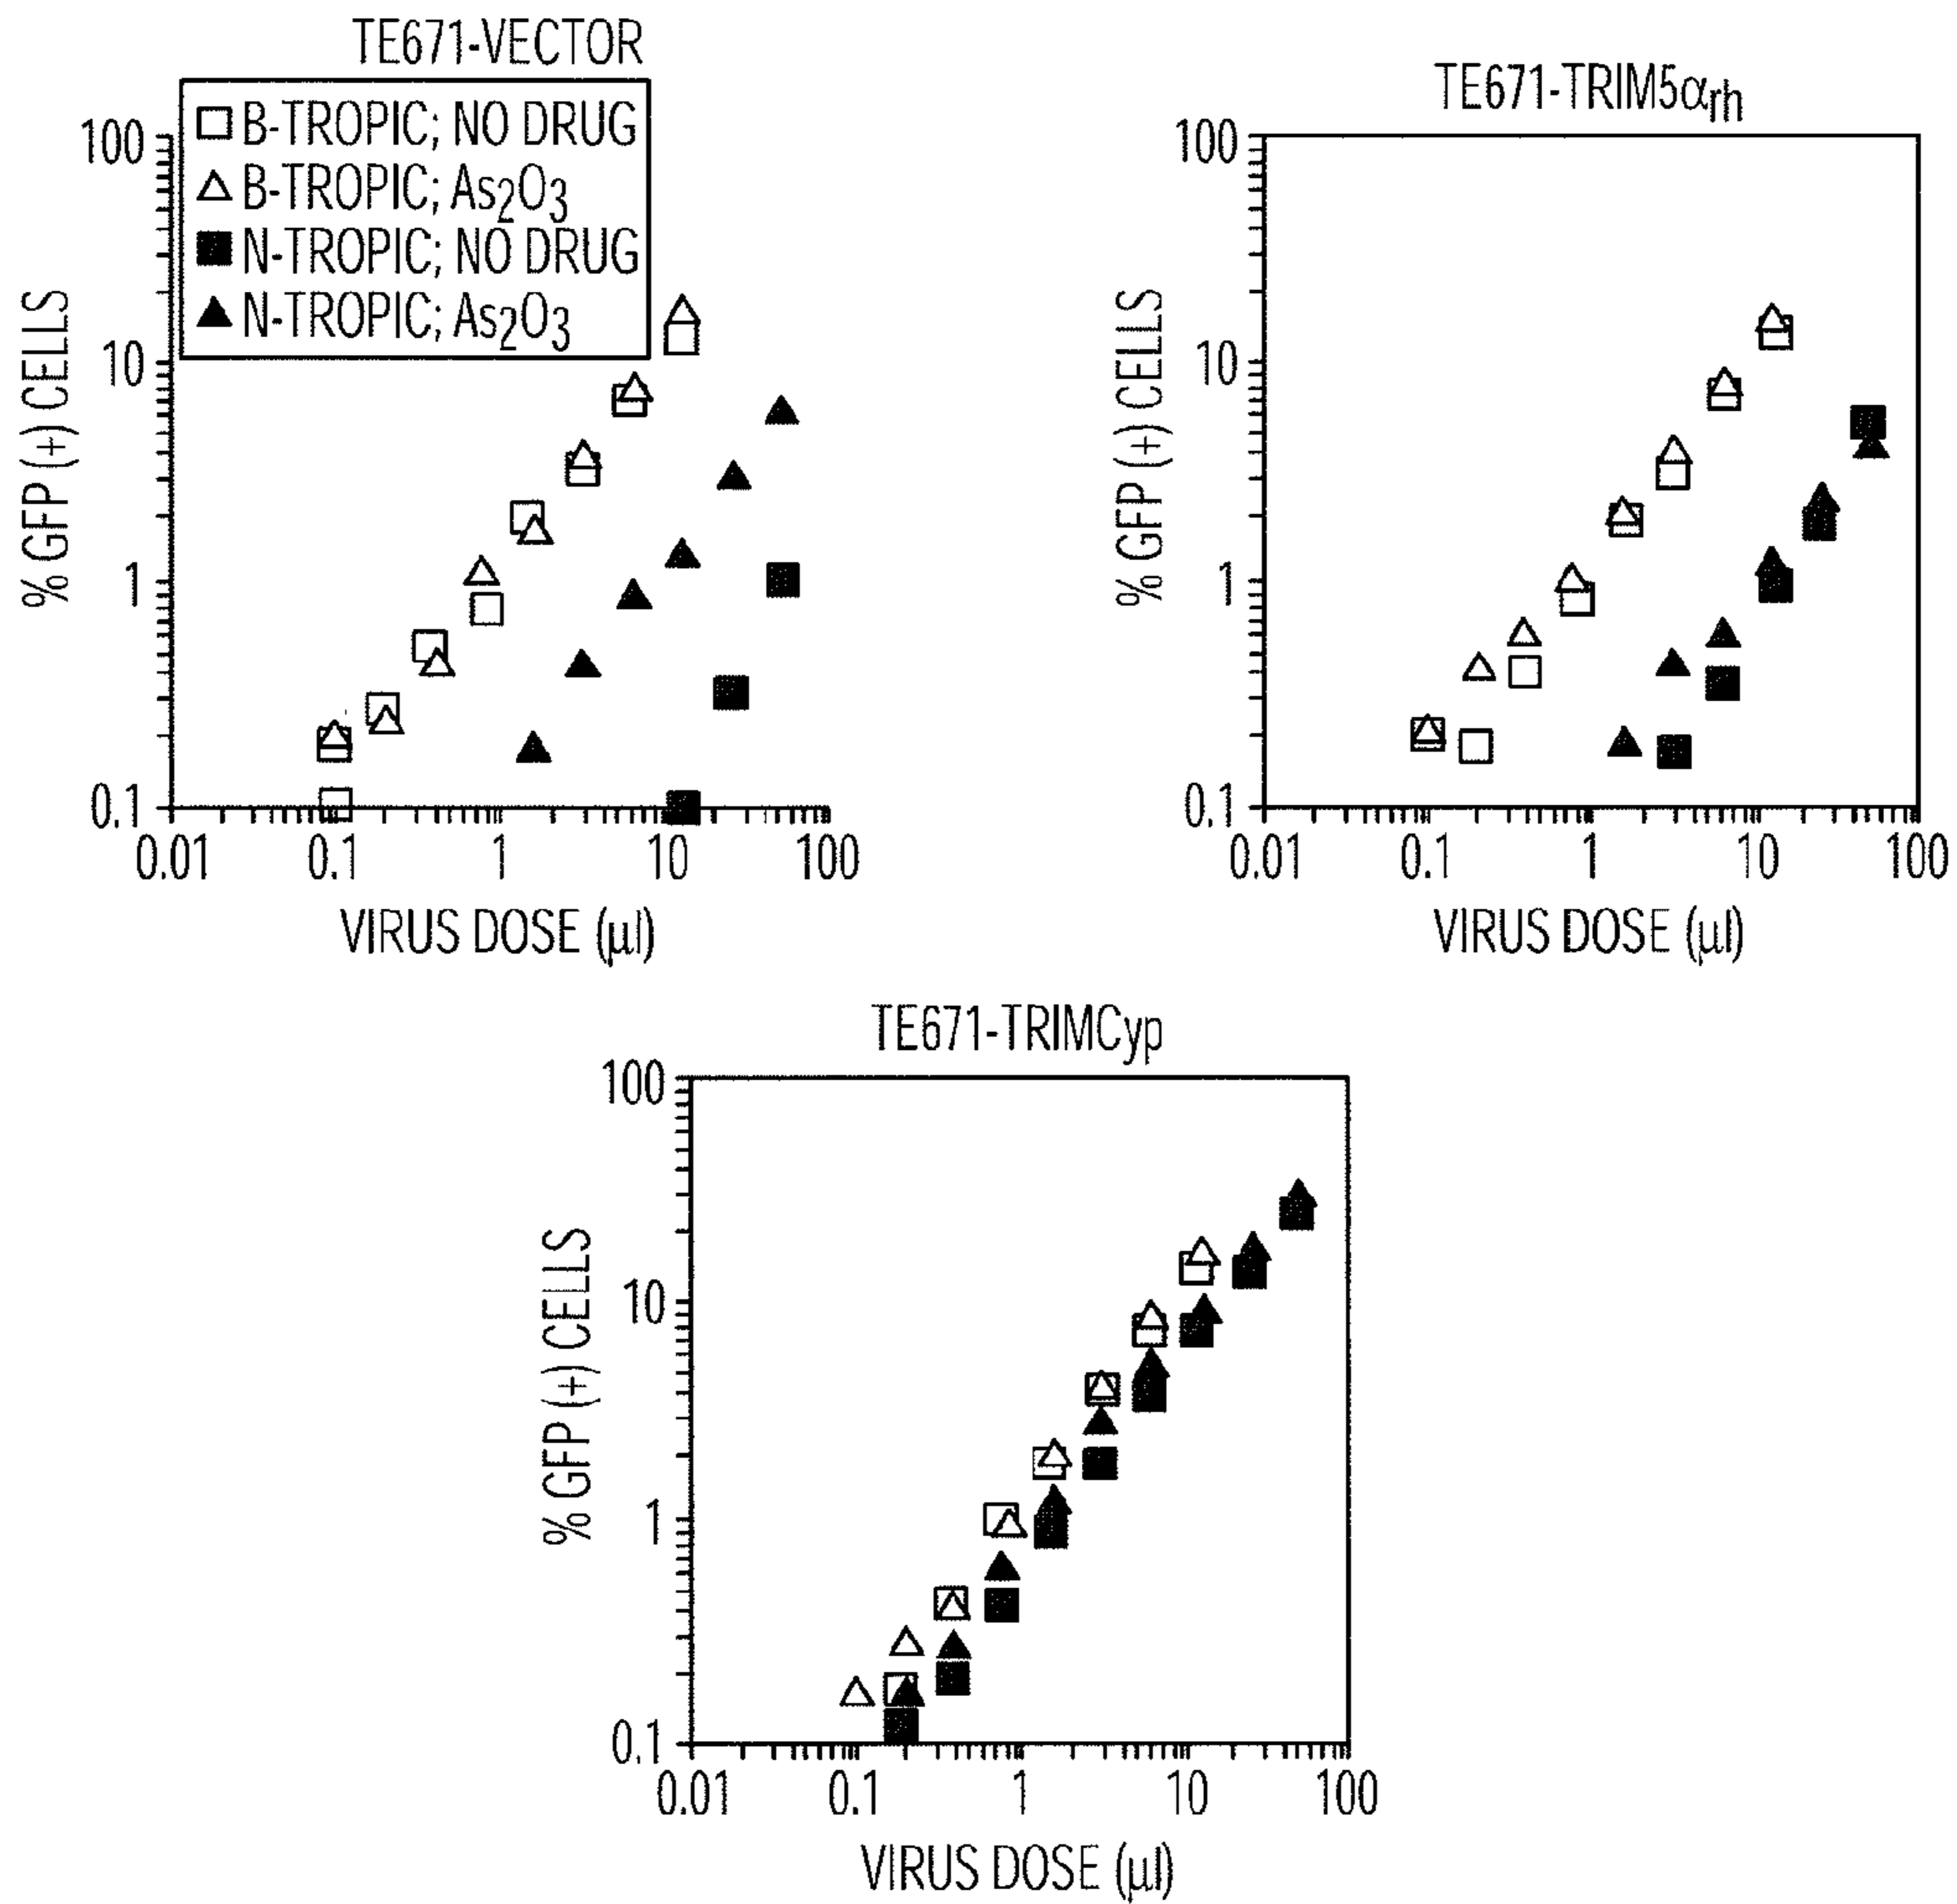 TE671-VECTOR
□ B-TROPIC; NO DRUG
△ B-TROPIC; As₂O₃
■ N-TROPIC; NO DRUG
▲ N-TROPIC; As₂O₃
100
10
1
0.1
% GFP (+) CELLS
0.01 0.1 1 10 100
VIRUS DOSE (µl)
TE671-TRIM5αrh
100
10
1
0.1
% GFP (+) CELLS
0.01 0.1 1 10 100
VIRUS DOSE (µl)
TE671-TRIMCyp
100
10
1
0.1
% GFP (+) CELLS
0.01 0.1 1 10 100
VIRUS DOSE (µl)